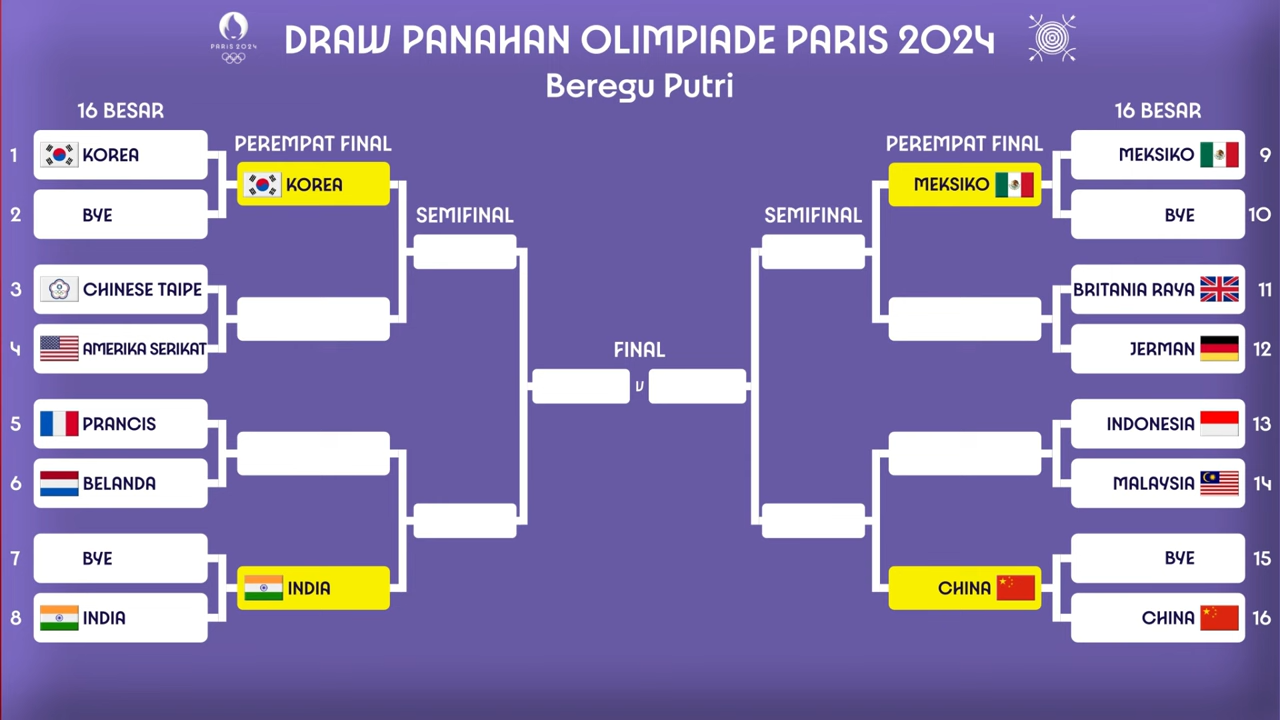 PARIS 2024
DRAW PANAHAN OLIMPIADE PARIS 2024
Beregu Putri
16 BESAR
PEREMPAT FINAL
1 KOREA
2 BYE
KOREA
3 CHINESE TAIPE
4 AMERIKA SERIKAT
5 PRANCIS
6 BELANDA
7 BYE
8 INDIA
INDIA
SEMIFINAL
FINAL
V
SEMIFINAL
16 BESAR
PEREMPAT FINAL
MEKSIKO 9
BYE 10
MEKSIKO
BRITANIA RAYA 11
JERMAN 12
INDONESIA 13
MALAYSIA 14
BYE 15
CHINA 16
CHINA